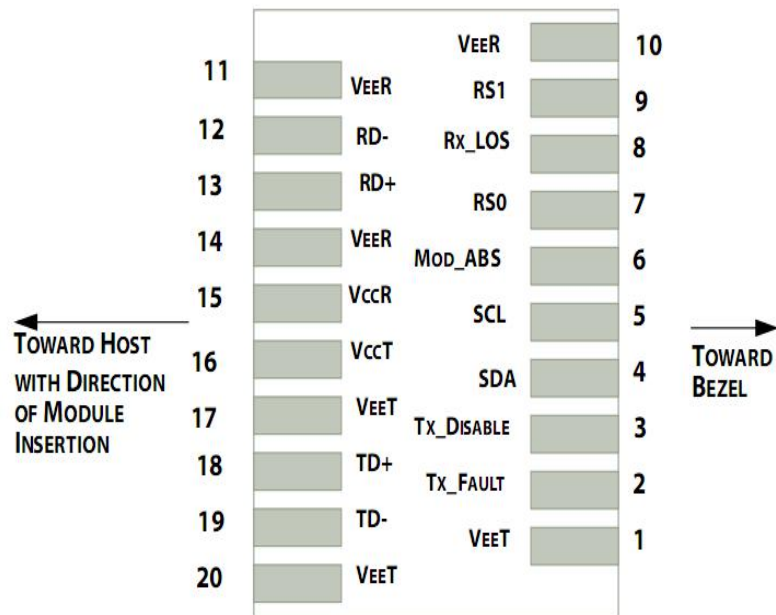 VEER 10
11 VEER
RS1 9
12 RD-
RX_LOS 8
13 RD+
RS0 7
14 VEER
MOD_ABS 6
15 VCCR
SCL 5
TOWARD HOST
WITH DIRECTION
OF MODULE
INSERTION
TOWARD
BEZEL
16 VCCT
SDA 4
17 VEET
TX_DISABLE 3
18 TD+
TX_FAULT 2
19 TD-
VEET 1
20 VEET